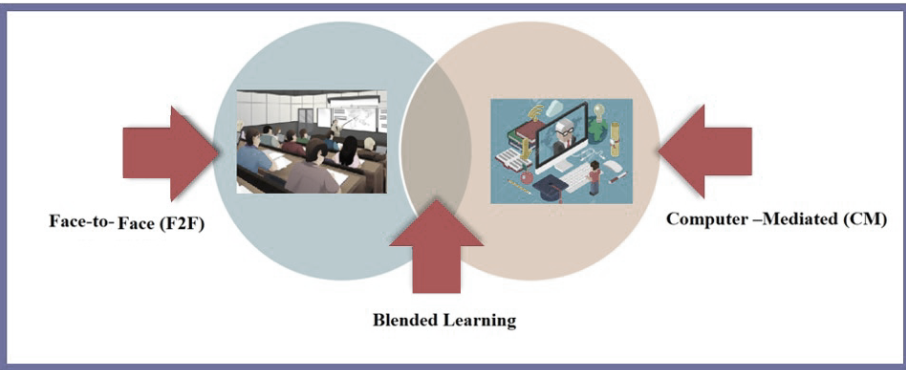 Face-to- Face (F2F)
Computer –Mediated (CM)
Blended Learning